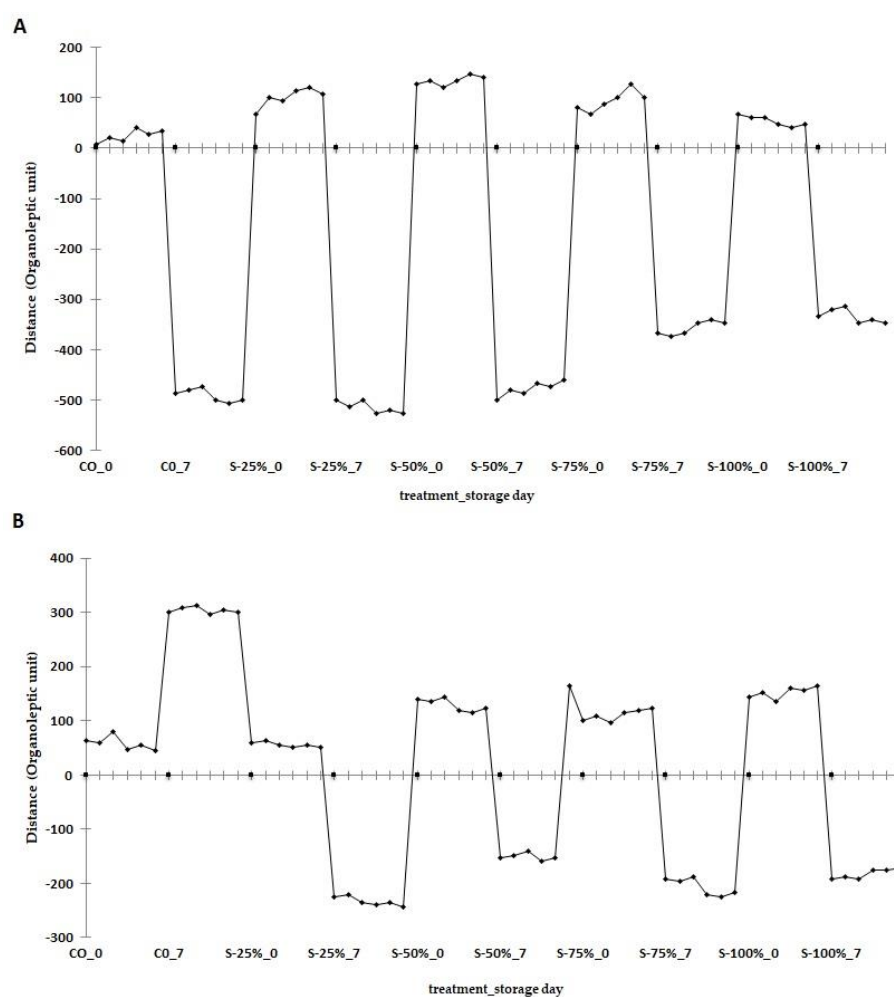 A
200
100
0
-100
-200
-300
-400
-500
-600
Distance (Organoleptic unit)
CO_0 C0_7 S-25%_0 S-25%_7 S-50%_0 S-50%_7 S-75%_0 S-75%_7 S-100%_0 S-100%_7
treatment_storage day
B
400
300
200
100
0
-100
-200
-300
Distance (Organoleptic unit)
CO_0 C0_7 S-25%_0 S-25%_7 S-50%_0 S-50%_7 S-75%_0 S-75%_7 S-100%_0 S-100%_7
treatment_storage day